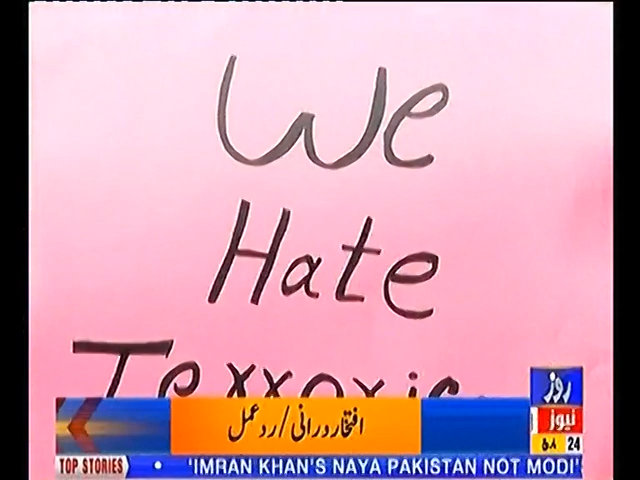 We
Hate
افتخار درانی/ردعمل
روز
نیوز
24
TOP STORIES • 'IMRAN KHAN'S NAYA PAKISTAN NOT MODI'